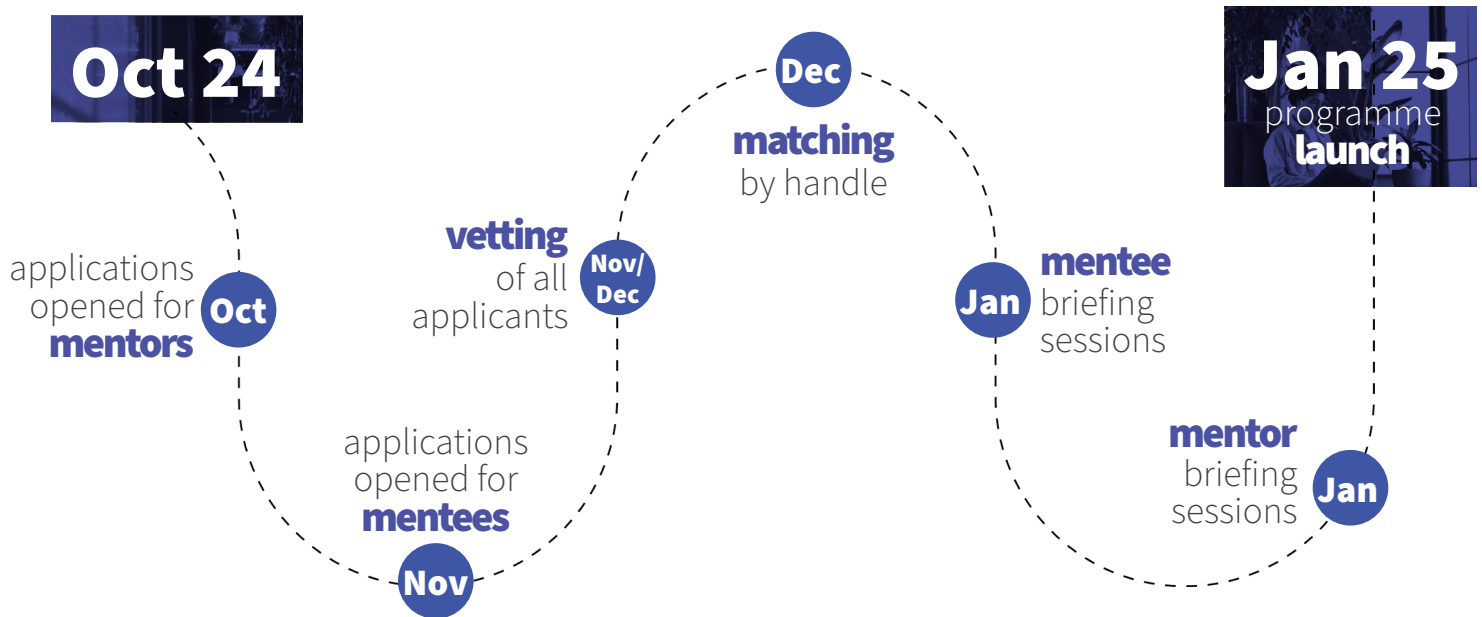 Oct 24
applications
opened for
mentors
Oct
applications
opened for
mentees
Nov
vetting
of all
applicants
Nov/
Dec
Dec
matching
by handle
Jan
mentee
briefing
sessions
mentor
briefing
sessions
Jan
Jan 25
programme
launch